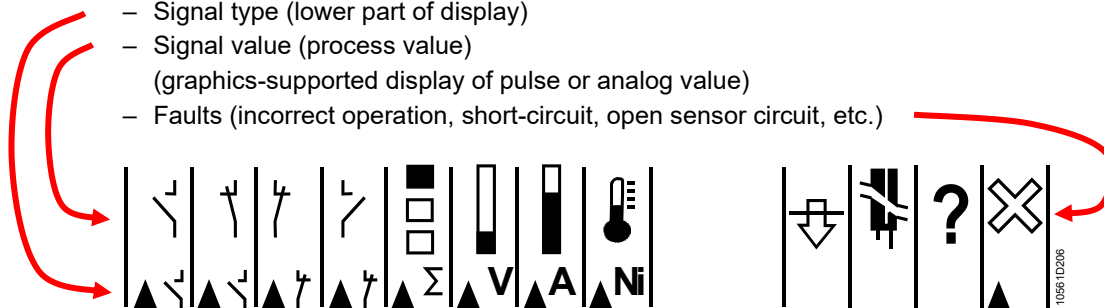 – Signal type (lower part of display)
– Signal value (process value)
(graphics-supported display of pulse or analog value)
– Faults (incorrect operation, short-circuit, open sensor circuit, etc.)
?
Σ V A Ni
10561D206